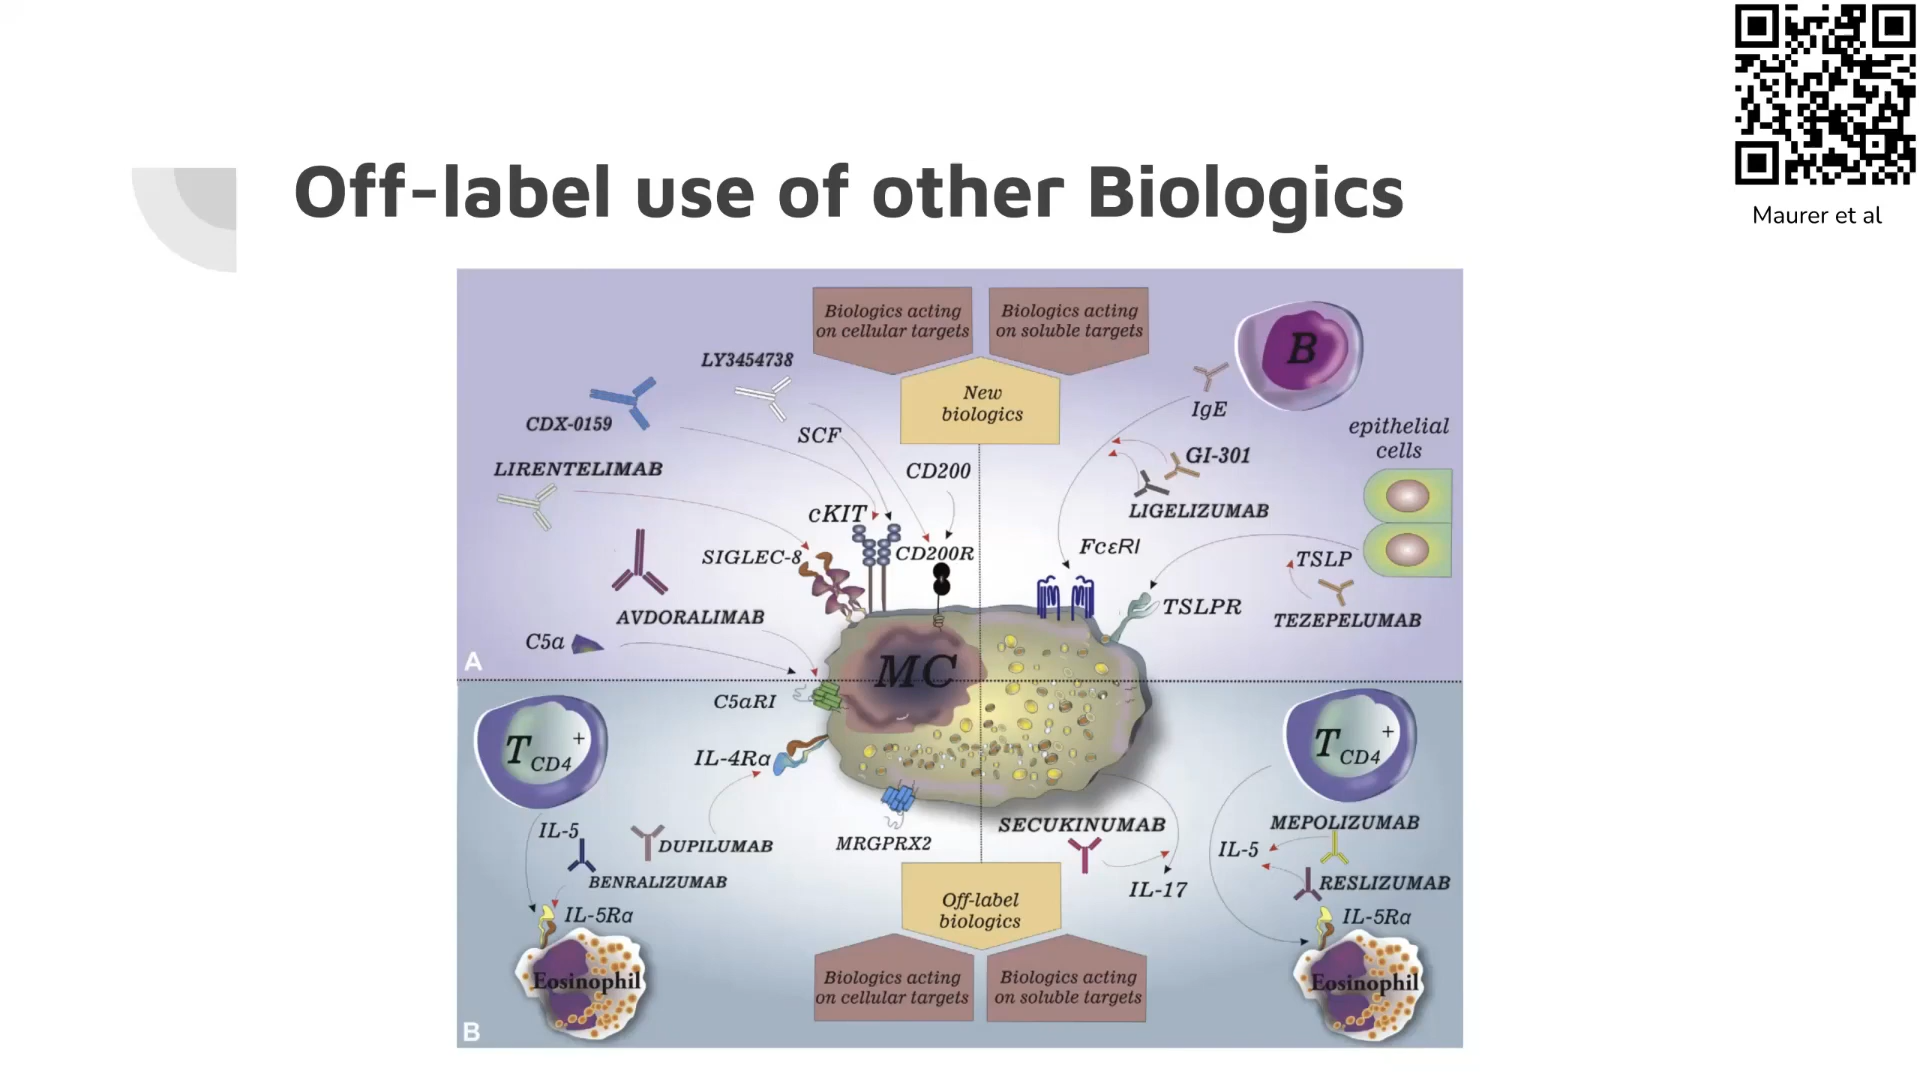 Maurer et al
Off-label use of other Biologics
Biologics acting
on cellular targets
Biologics acting
on soluble targets
New
biologics
LY3454738
CDX-0159
SCF
LIRENTELIMAB
CD200
cKIT
SIGLEC-8
CD200R
AVDORALIMAB
C5a
B
IgE
epithelial
cells
GI-301
LIGELIZUMAB
FcεRI
TSLP
TSLPR
TEZEPELUMAB
MC
A
C5aRI
T CD4 +
IL-4Rα
IL-5
DUPILUMAB
MRGPRX2
BENRALIZUMAB
IL-5Rα
Eosinophil
SECUKINUMAB
IL-17
T CD4 +
MEPOLIZUMAB
IL-5
RESLIZUMAB
IL-5Rα
Eosinophil
Off-label
biologics
Biologics acting
on cellular targets
Biologics acting
on soluble targets
B